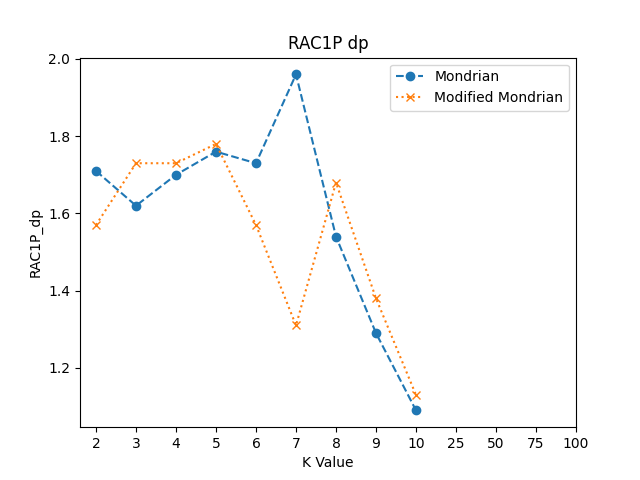 RAC1P dp
Mondrian
Modified Mondrian
RAC1P_dp
2.0
1.8
1.6
1.4
1.2
2 3 4 5 6 7 8 9 10 25 50 75 100
K Value